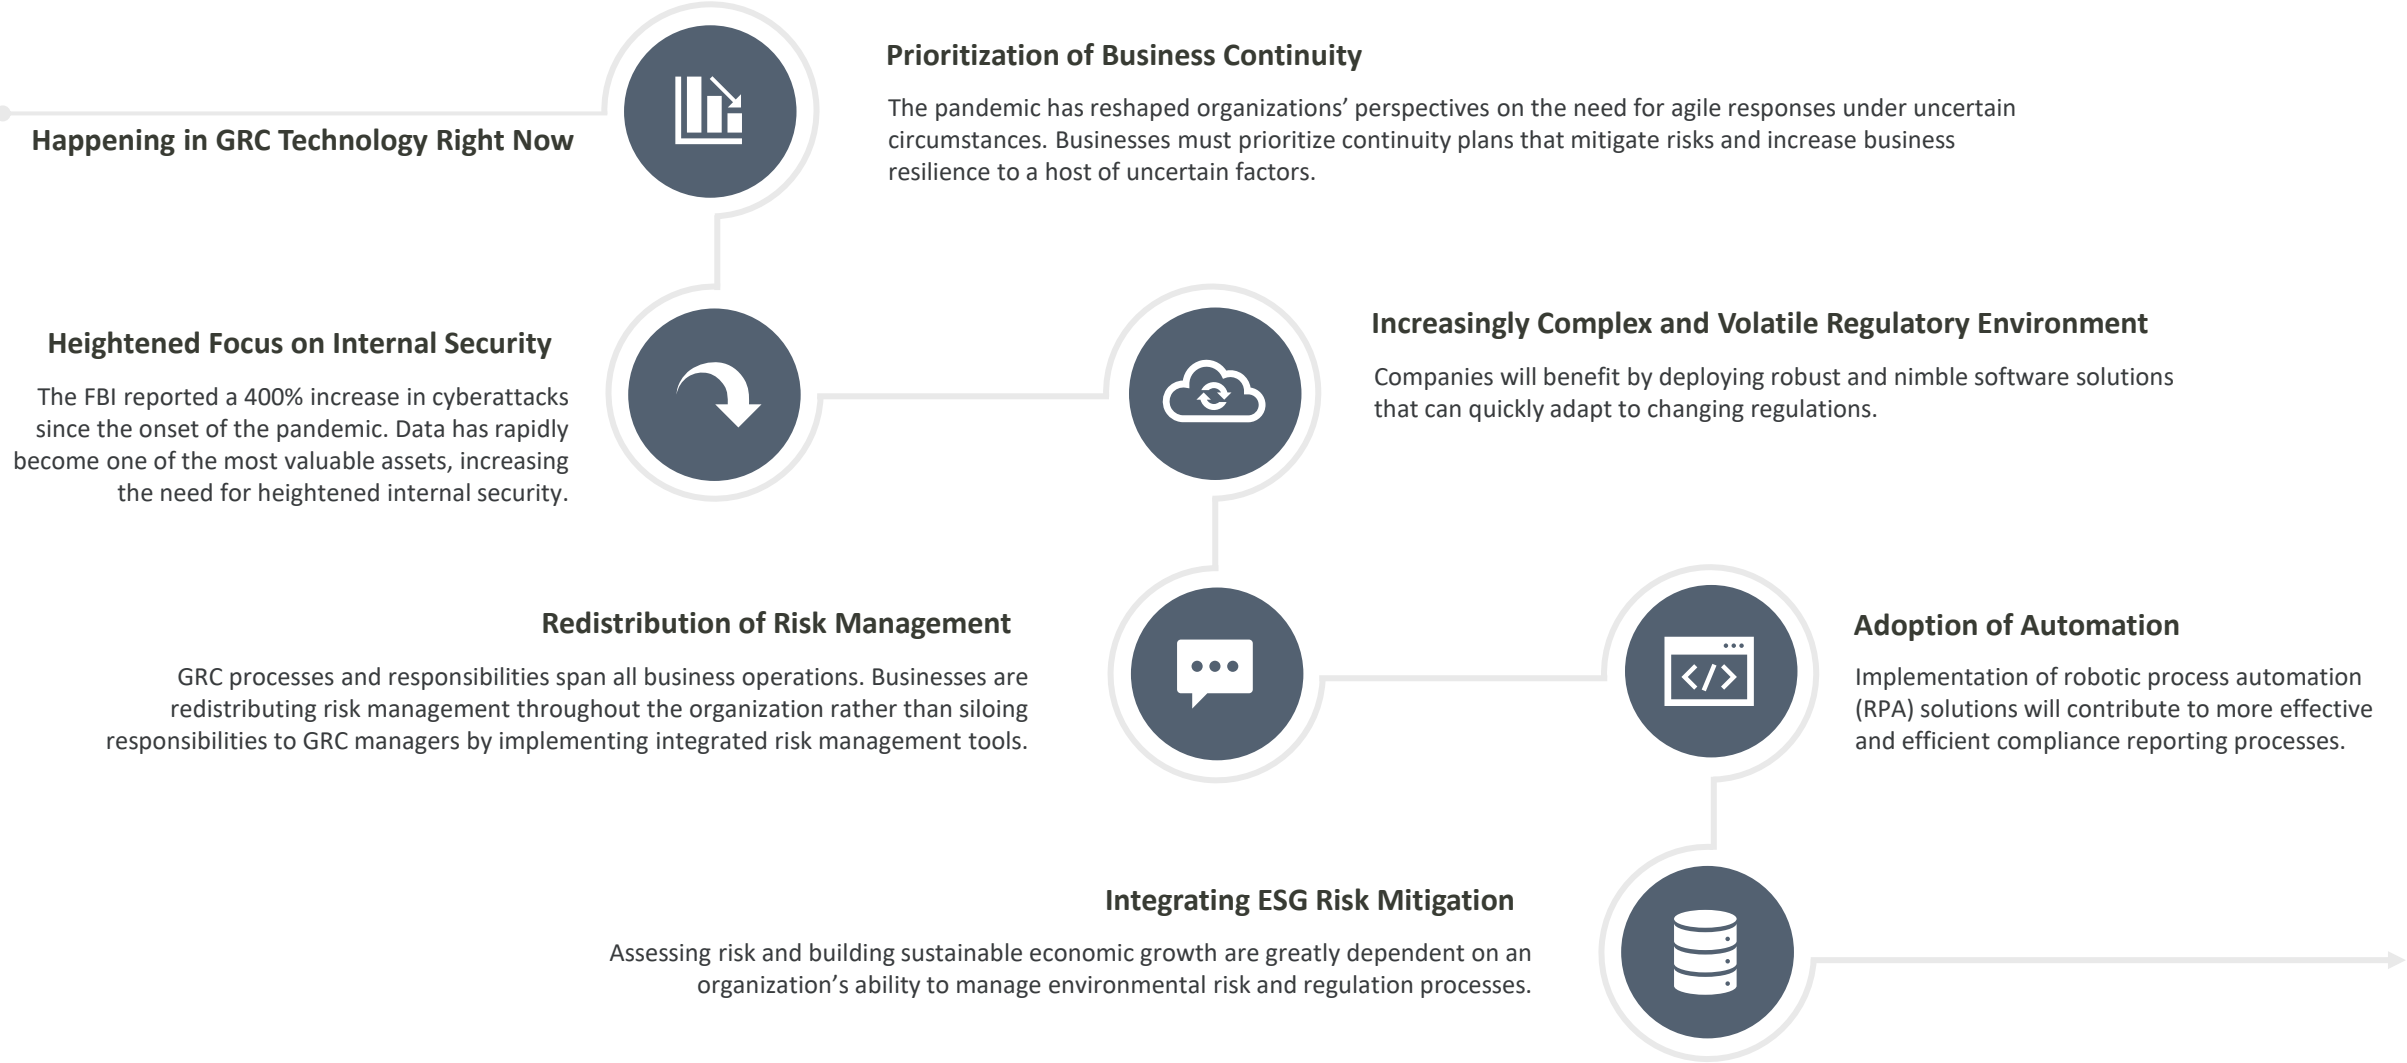 Happening in GRC Technology Right Now
Prioritization of Business Continuity
The pandemic has reshaped organizations’ perspectives on the need for agile responses under uncertain
circumstances. Businesses must prioritize continuity plans that mitigate risks and increase business
resilience to a host of uncertain factors.
Heightened Focus on Internal Security
The FBI reported a 400% increase in cyberattacks
since the onset of the pandemic. Data has rapidly
become one of the most valuable assets, increasing
the need for heightened internal security.
Increasingly Complex and Volatile Regulatory Environment
Companies will benefit by deploying robust and nimble software solutions
that can quickly adapt to changing regulations.
Redistribution of Risk Management
GRC processes and responsibilities span all business operations. Businesses are
redistributing risk management throughout the organization rather than siloing
responsibilities to GRC managers by implementing integrated risk management tools.
</>
Adoption of Automation
Implementation of robotic process automation
(RPA) solutions will contribute to more effective
and efficient compliance reporting processes.
Integrating ESG Risk Mitigation
Assessing risk and building sustainable economic growth are greatly dependent on an
organization’s ability to manage environmental risk and regulation processes.